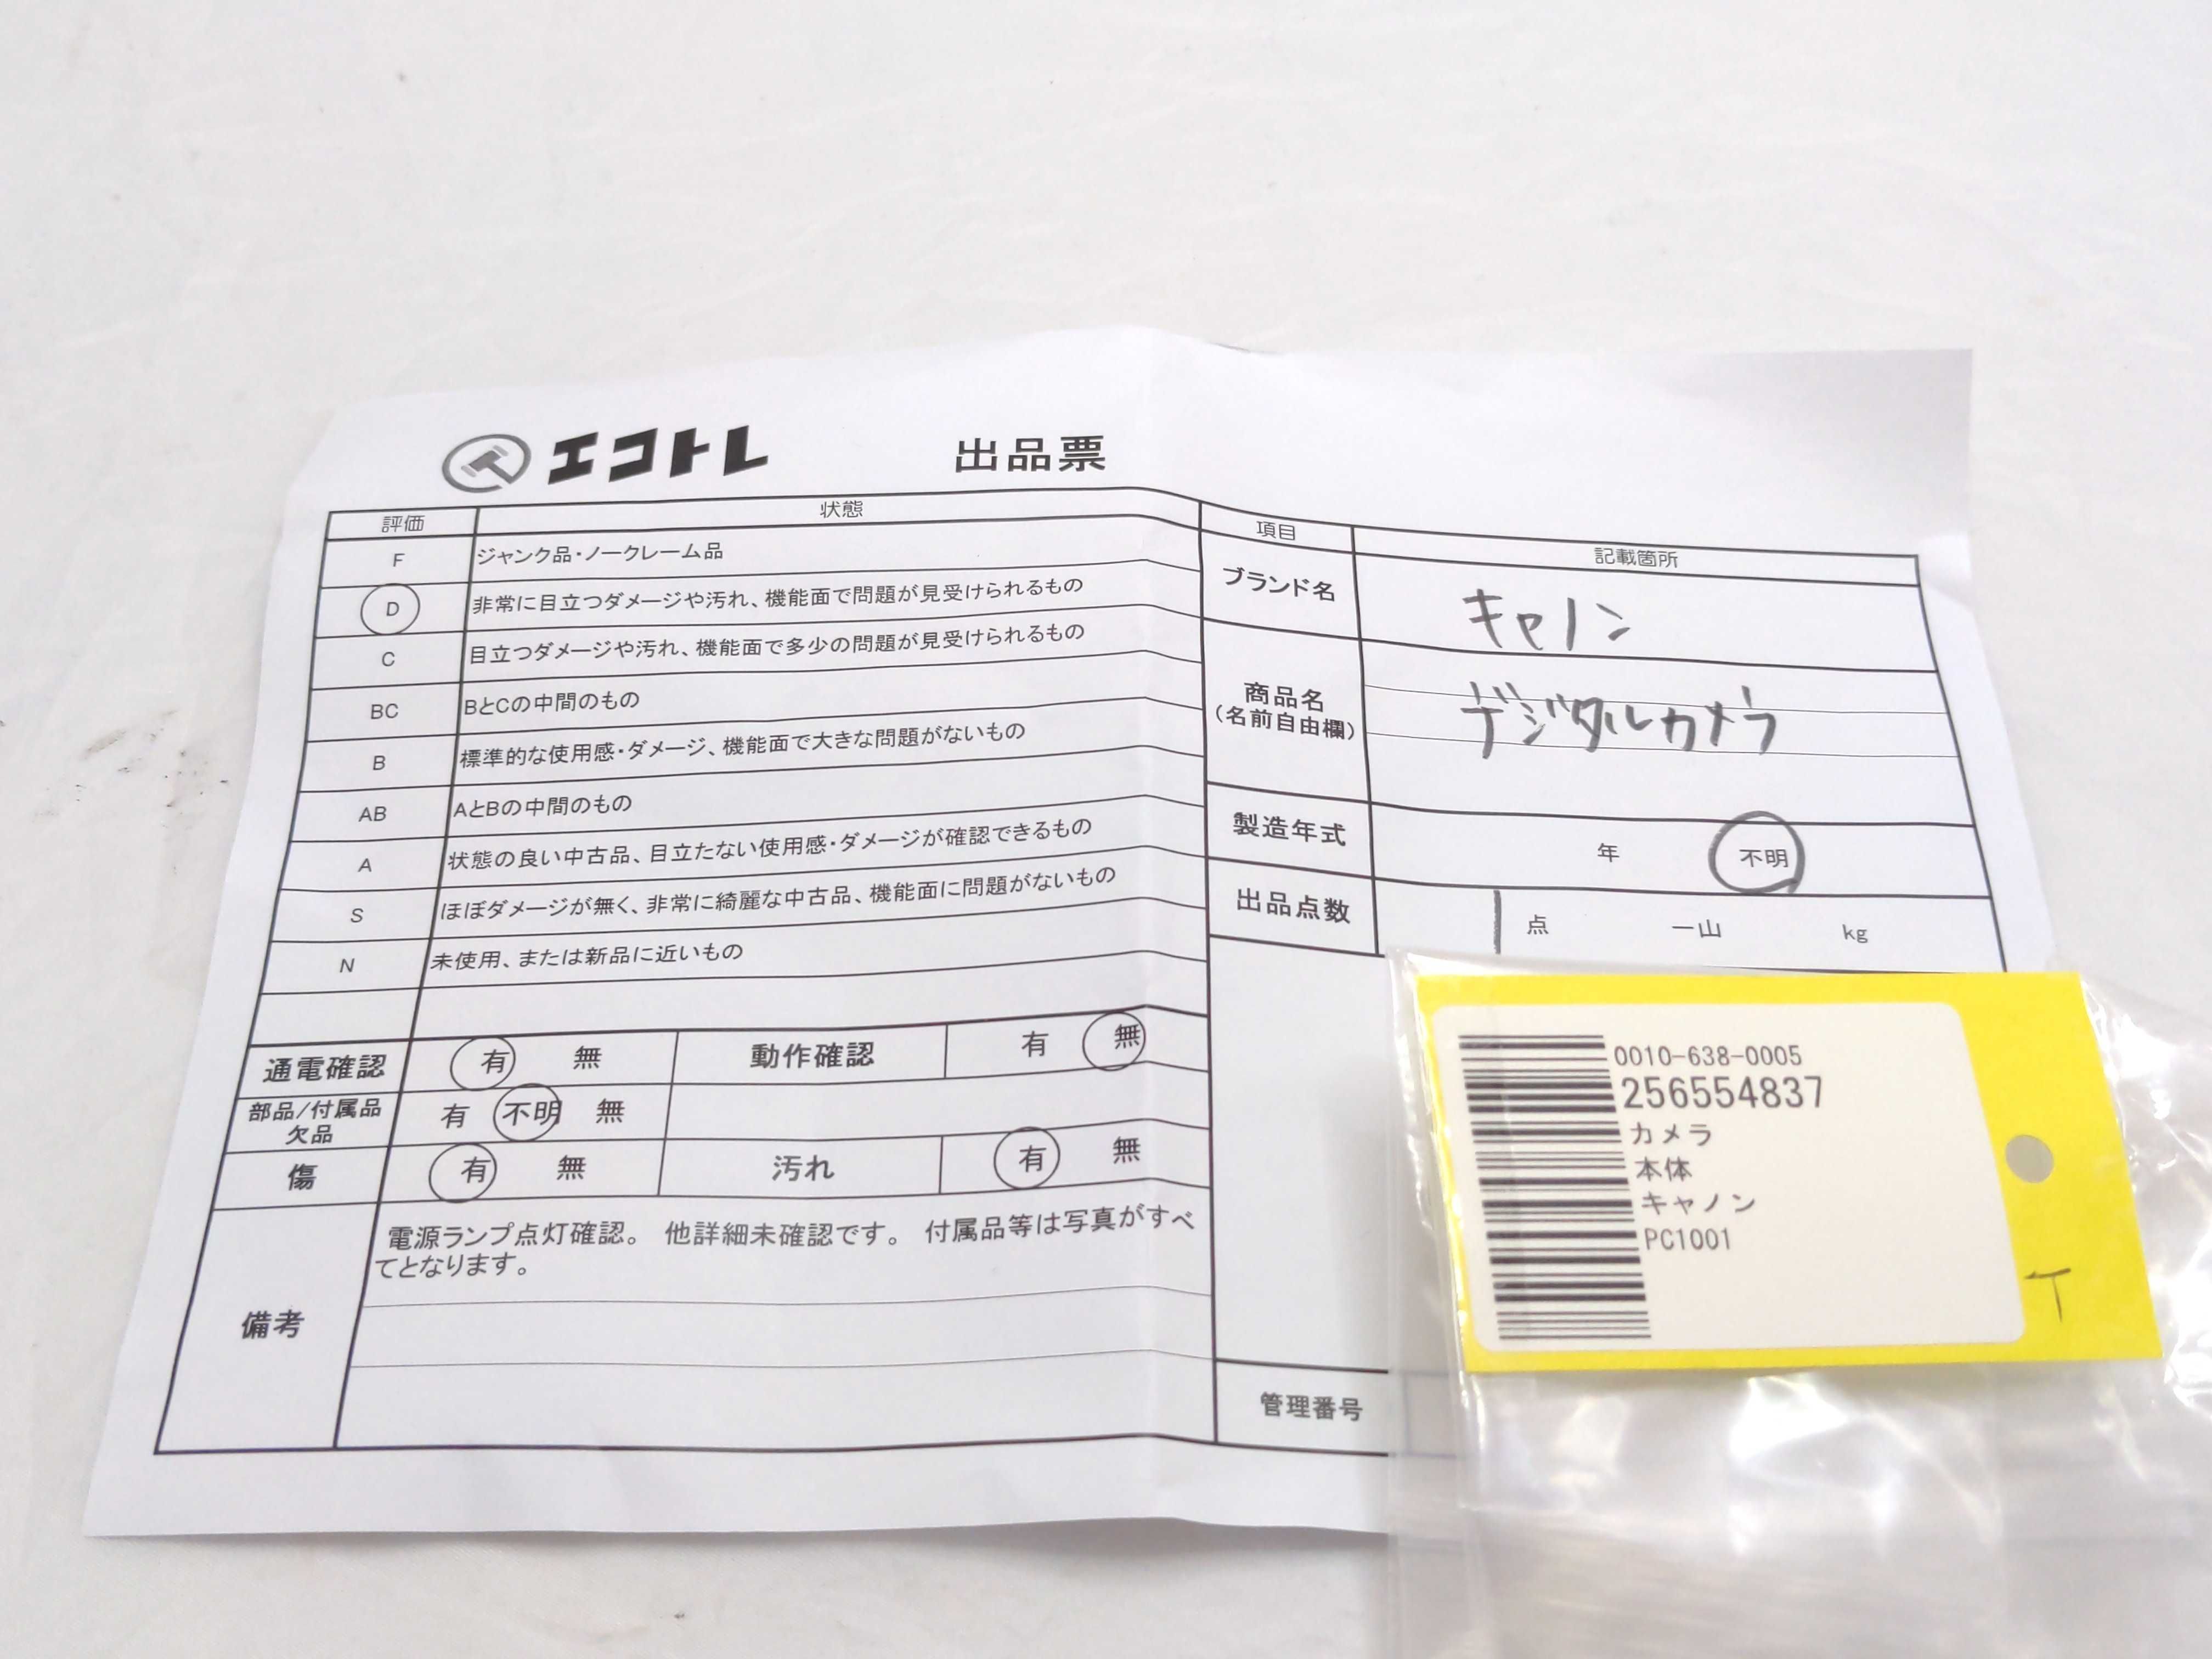 エコトレ 出品票
評価 状態
F ジャンク品・ノークレーム品
D 非常に目立つダメージや汚れ、機能面で問題が見受けられるもの
C 目立つダメージや汚れ、機能面で多少の問題が見受けられるもの
BC BとCの中間のもの
B 標準的な使用感・ダメージ、機能面で大きな問題がないもの
AB AとBの中間のもの
A 状態の良い中古品、目立たない使用感・ダメージが確認できるもの
S ほぼダメージが無く、非常に綺麗な中古品、機能面に問題がないもの
N 未使用、または新品に近いもの
通電確認 有 無 動作確認 有 無
部品/付属品
欠品 有 不明 無
傷 有 無 汚れ 有 無
備考
電源ランプ点灯確認。 他詳細未確認です。 付属品等は写真がすべ
てとなります。
項目 記載箇所
ブランド名 キャノン
商品名
(名前自由欄) デジタルカメラ
製造年式 年 不明
出品点数 1 点 一山 kg
管理番号
0010-638-0005
256554837
カメラ
本体
キャノン
PC1001
T